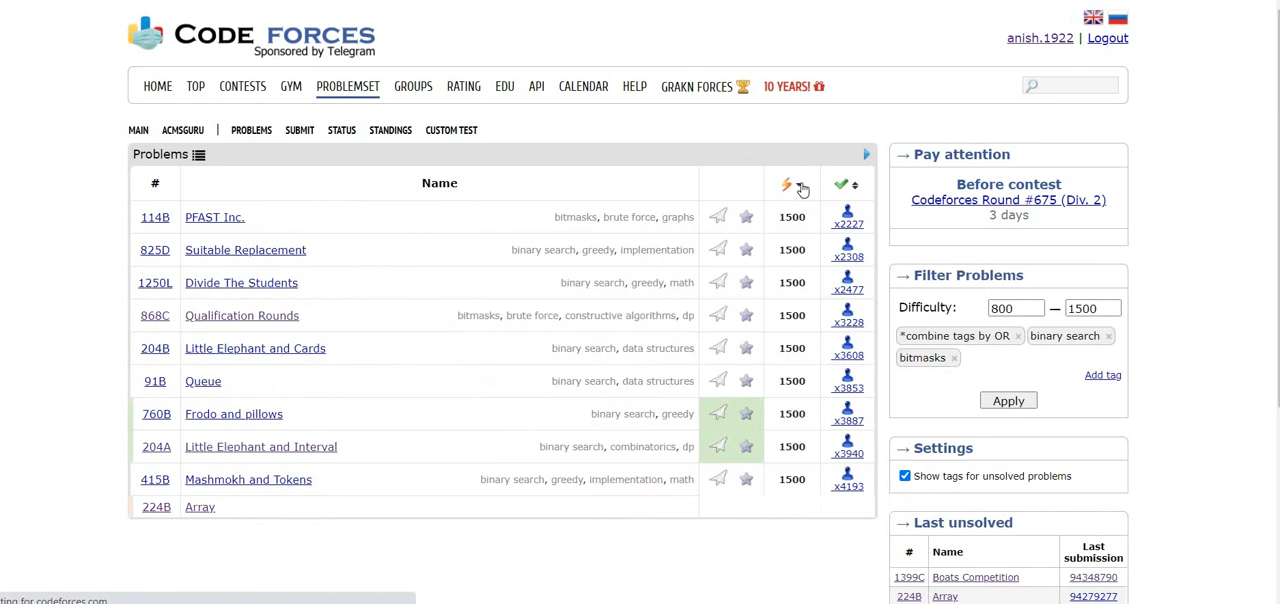 CODE FORCES
Sponsored by Telegram
anish.1922 | Logout
HOME TOP CONTESTS GYM PROBLEMSET GROUPS RATING EDU API CALENDAR HELP GRAKN FORCES 10 YEARS!
MAIN ACMSGURU | PROBLEMS SUBMIT STATUS STANDINGS CUSTOM TEST
Problems
# Name
114B PFAST Inc. bitmasks, brute force, graphs 1500 x2227
825D Suitable Replacement binary search, greedy, implementation 1500 x2308
1250L Divide The Students binary search, greedy, math 1500 x2477
868C Qualification Rounds bitmasks, brute force, constructive algorithms, dp 1500 x3228
204B Little Elephant and Cards binary search, data structures 1500 x3608
91B Queue binary search, data structures 1500 x3853
760B Frodo and pillows binary search, greedy 1500 x3887
204A Little Elephant and Interval binary search, combinatorics, dp 1500 x3940
415B Mashmokh and Tokens binary search, greedy, implementation, math 1500 x4193
224B Array
→ Pay attention
Before contest
Codeforces Round #675 (Div. 2)
3 days
→ Filter Problems
Difficulty: 800 — 1500
*combine tags by OR × binary search ×
bitmasks ×
Add tag
Apply
→ Settings
Show tags for unsolved problems
→ Last unsolved
# Name Last submission
1399C Boats Competition 94348790
224B Array 94279277
ting for codeforces.com